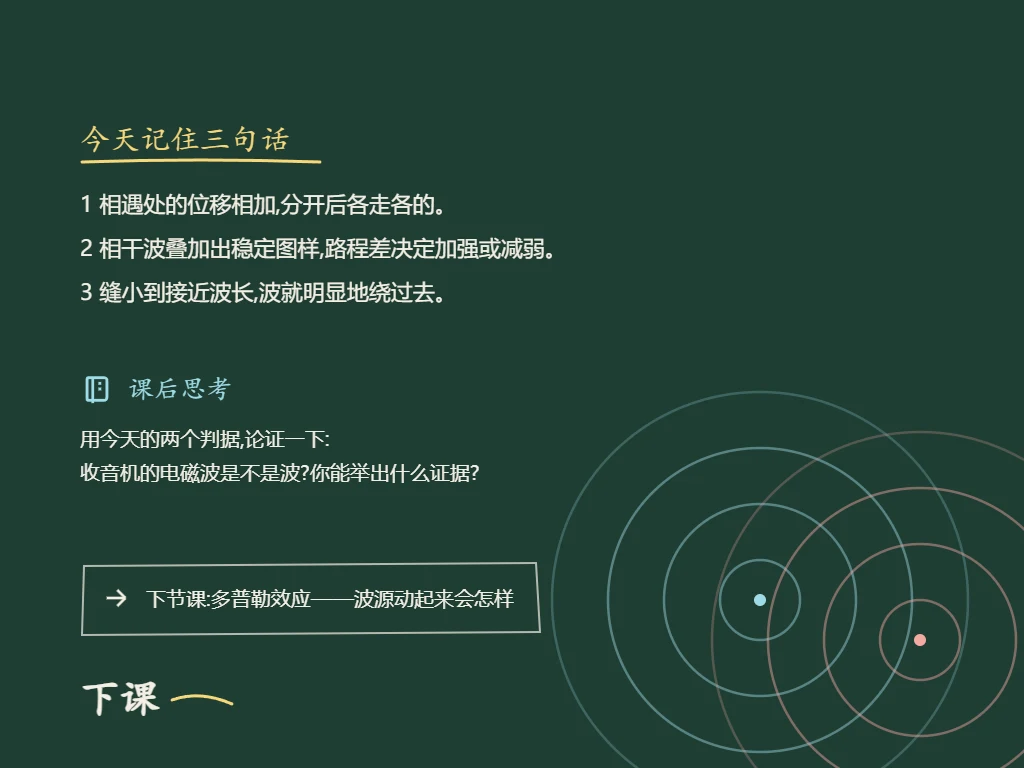 今天记住三句话
1 相遇处的位移相加,分开后各走各的。
2 相干波叠加出稳定图样,路程差决定加强或减弱。
3 缝小到接近波长,波就明显地绕过去。
课后思考
用今天的两个判据,论证一下:
收音机的电磁波是不是波?你能举出什么证据?
→ 下节课:多普勒效应——波源动起来会怎样
下课